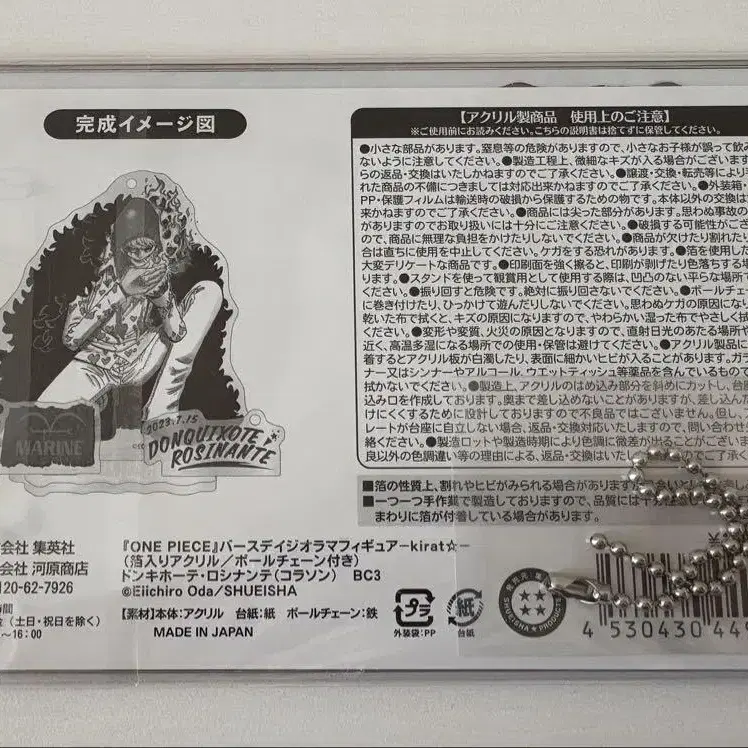 完成イメージ図
MARINE
2023.7.15
DONQUIXOTE
ROSINANTE
【アクリル製商品 使用上のご注意】
※ご使用前にお読みください。こちらの説明書は捨てずに保管してください。
●小さな部品があります。窒息等の危険がありますので、小さなお子様が誤って飲み
ないように注意してください。●製造工程上、微細なキズが入る場合がございます
らの返品・交換はいたしかねますのでご了承ください。●譲渡・交換・転売等により
れた商品の不備につきましては対応出来かねますのでご了承ください。●外装箱
PP・保護フィルムは輸送時の破損から保護するための物です。本体以外の交換は
来かねますのでご了承ください。●商品には尖った部分があります。思わぬ事故の
がありますのでお取り扱いには十分にご注意ください。●破損する可能性がござ
ので、商品に無理な負担をかけたりしないでください。●商品が欠けたり割れたり
合は直ちに使用を中止してください。ケガをする恐れがあります。●箔を使用した
大変デリケートな商品です。●印刷面を強く擦ると、印刷が剥げたり色落ちする場
ります。●スタンドを使って観賞用として使用する際は、凹凸のない平らな場所で
ください。●振り回すと危険です。絶対に振り回さないでください。●ボールチェー
に巻き付けたり、ひっかけて遊んだりしないでください。思わぬケガの原因になり
乾いた布で拭くと、キズの原因になりますので、やわらかい湿った布でやさしく拭
ください。●変形や変質、火災の原因となりますので、直射日光のあたる場所や
近く、高温多湿になる場所での使用・保管は避けてください。●アクリル製品に
着するとアクリル板が白濁したり、表面に細かいヒビが入ることがあります。ガラ
ナー又はシンナーやアルコール、ウエットティッシュ等薬品を含んでいるもので
拭かないでください。●製造上、アクリルのはめ込み部分を斜めにカットし、台座
込み口を作しております。奥まで差し込めないことがありますが、差し込んだ
けにくくするために設計しておりますので不良品ではございません。但し、プ
レートが台座に自立しない場合、返品・交換対応いたしますので、問い合わせ
絡ください。●製造ロットや製造時期により色調に微差が出ることがございま
良以外の色調違い等の理由による、返品・交換はいたし
■箔の性質上、割れやヒビがみられる場合が
■一つ一つ手作業で製造しておりますので、品質には
まわりに箔が付着している場合があります。
会社 集英社
会社 河原商店
120-62-7926
時間
金（土日・祝日を除く）
～16:00
『ONE PIECE』バースデイジオラマフィギュアーkirat☆ー
（箔入りアクリル／ボールチェーン付き）
ドンキホーテ・ロシナンテ（コラソン） BC3
©Eiichiro Oda/SHUEISHA
【素材】本体：アクリル 台紙：紙 ボールチェーン：鉄
MADE IN JAPAN
プラ
外装袋：PP
紙
台紙
SHUEISHA PRODUCTS
4 530430 449